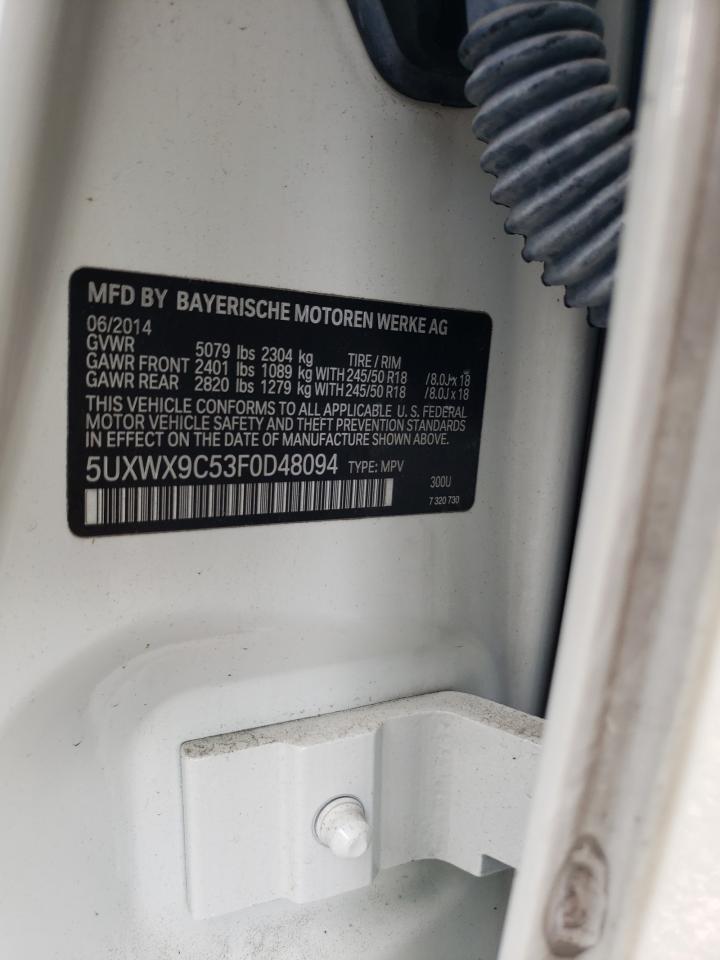 MFD BY BAYERISCHE MOTOREN WERKE AG
06/2014
GVWR 5079 lbs 2304 kg TIRE / RIM
GAWR FRONT 2401 lbs 1089 kg WITH 245/50 R18 /8.0J x 18
GAWR REAR 2820 lbs 1279 kg WITH 245/50 R18 /8.0J x 18
THIS VEHICLE CONFORMS TO ALL APPLICABLE U. S. FEDERAL
MOTOR VEHICLE SAFETY AND THEFT PREVENTION STANDARDS
IN EFFECT ON THE DATE OF MANUFACTURE SHOWN ABOVE.
5UXWX9C53F0D48094 TYPE: MPV
300U
7 320 730